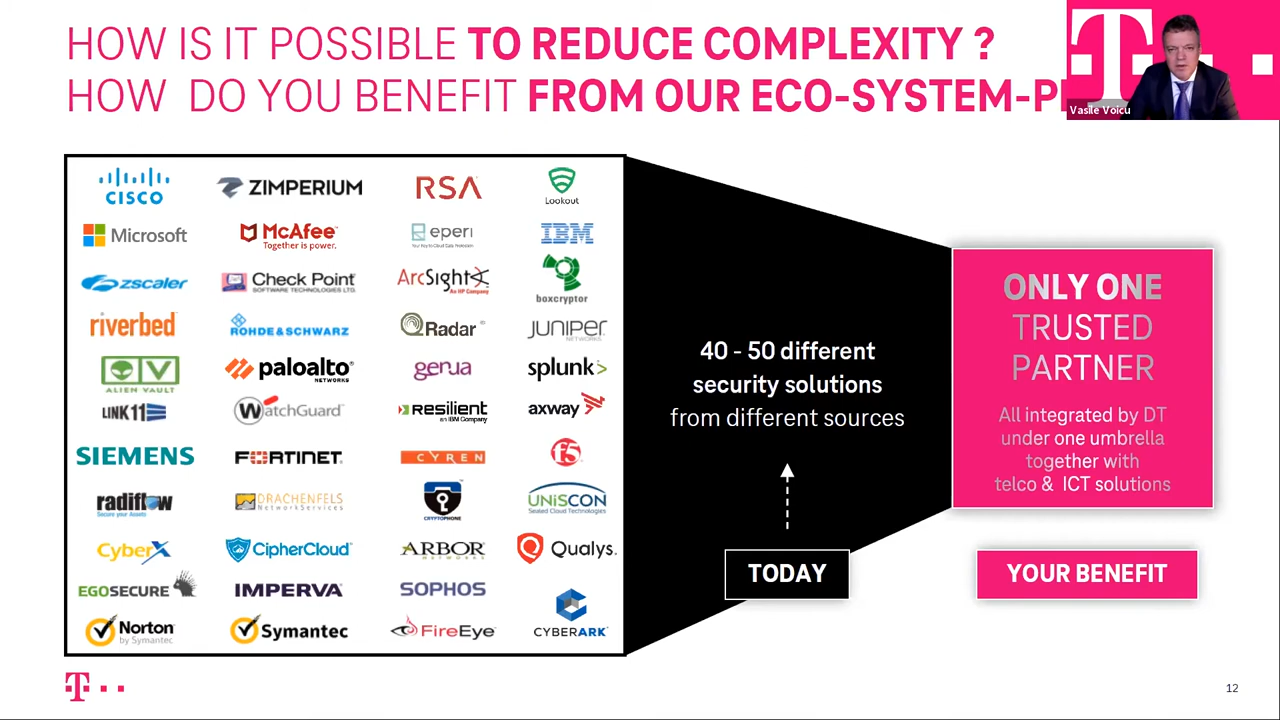 HOW IS IT POSSIBLE TO REDUCE COMPLEXITY ?
HOW DO YOU BENEFIT FROM OUR ECO-SYSTEM-P
Vasile Voicu
CISCO
ZIMPERIUM
RSA
Lookout
Microsoft
McAfee
Together is power.
eperi
IBM
zscaler
Check Point
SOFTWARE TECHNOLOGIES LTD.
ArcSight
An HP Company
boxcryptor
riverbed
ROHDE & SCHWARZ
Radar
JUNIPER
NETWORKS
ALIEN VAULT
paloalto
NETWORKS
genua
splunk>
LINK11
WatchGuard
Resilient
an IBM Company
axway
SIEMENS
FORTINET
CYREN
f5
radiflow
Secure your Assets
DRACHENFELS
NetworkServices
CRYPTOPHONE
UNISCON
Sealed Cloud Technologies
CyberX
CipherCloud
ARBOR
NETWORKS
Qualys.
EGOSECURE
IMPERVA
SOPHOS
CYBERARK
Norton
by Symantec
Symantec
FireEye
40 - 50 different
security solutions
from different sources
TODAY
ONLY ONE
TRUSTED
PARTNER
All integrated by DT
under one umbrella
together with
telco & ICT solutions
YOUR BENEFIT
T
12